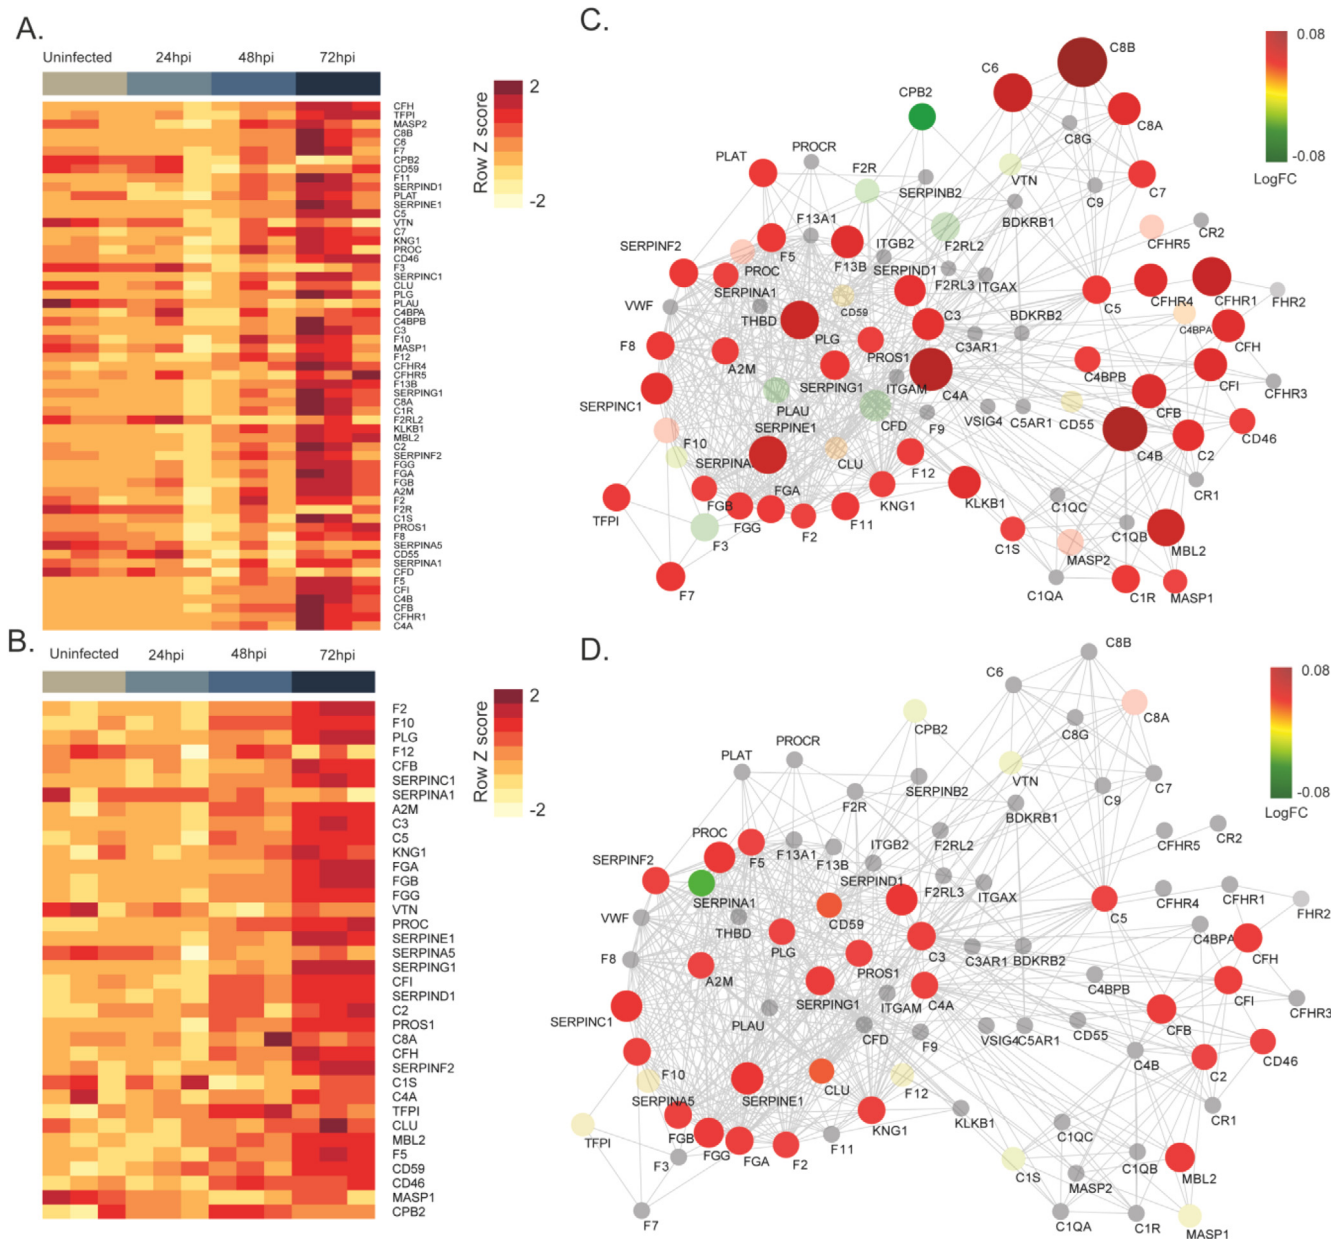 A.
Uninfected 24hpi 48hpi 72hpi
CFH
TFPI
MASP2
C8B
C6
F7
CPB2
CD59
F11
SERPIND1
PLAT
SERPINE1
C5
VTN
C7
KNG1
PROC
CD46
F3
SERPINC1
CLU
PLG
PLAU
C4BPA
C4BPB
C3
F10
MASP1
F12
CFHR4
CFHR5
F13B
SERPING1
C8A
C1R
F2RL2
KLKB1
MBL2
C2
SERPINF2
FGG
FGA
FGB
A2M
F2
F2R
C1S
PROS1
F8
SERPINA5
CD55
SERPINA1
CFD
F5
CFI
C4B
CFB
CFHR1
C4A
2
Row Z score
-2
B.
Uninfected 24hpi 48hpi 72hpi
F2
F10
PLG
F12
CFB
SERPINC1
SERPINA1
A2M
C3
C5
KNG1
FGA
FGB
FGG
VTN
PROC
SERPINE1
SERPINA5
SERPING1
CFI
SERPIND1
C2
PROS1
C8A
CFH
SERPINF2
C1S
C4A
TFPI
CLU
MBL2
F5
CD59
CD46
MASP1
CPB2
2
Row Z score
-2
C.
C8B
C6
CPB2
C8A
C8G
PROCR
PLAT
F2R
SERPINB2
VTN
C9
C7
BDKRB1
F13A1
ITGB2
F2RL2
CFHR5
CR2
SERPINF2
PROC
F5
F13B
SERPIND1
F2RL3
ITGAX
SERPINA1
C5
CFHR4
CFHR1
FHR2
VWF
THBD
CD59
C3
BDKRB2
C4BPA
F8
PLG
PROS1
C3AR1
CFH
A2M
SERPING1
ITGAM
C4A
C4BPB
CFI
SERPINC1
PLAU
CFD
F9
VSIG4
C5AR1
CD55
CFB
CFHR3
F10
SERPINE1
C4B
C2
CD46
SERPINA
CLU
F12
CR1
FGB
FGA
KNG1
KLKB1
C1QC
TFPI
FGG
F2
F11
C1S
C1QB
MBL2
F3
MASP2
F7
C1QA
C1R
MASP1
0.08
-0.08
LogFC
D.
C8B
C6
C8A
CPB2
C8G
PROCR
PLAT
VTN
SERPINB2
C9
C7
F2R
BDKRB1
PROC
F5
F13A1
F13B
ITGB2
F2RL2
CFHR5
CR2
SERPINF2
SERPINA1
SERPIND1
F2RL3
ITGAX
C5
CFHR4
CFHR1
FHR2
VWF
THBD
CD59
C3
C4BPA
F8
PLG
PROS1
C3AR1
BDKRB2
CFH
A2M
SERPING1
ITGAM
C4A
C4BPB
CFI
SERPINC1
PLAU
CFD
F9
VSIG4
C5AR1
CD55
CFB
CFHR3
C4B
C2
CD46
F10
SERPINA5
SERPINE1
CLU
F12
CR1
TFPI
FGB
FGG
FGA
F2
F11
KNG1
KLKB1
C1QC
C1QB
F3
C1S
MASP2
MBL2
F7
C1QA
C1R
MASP1
0.08
-0.08
LogFC